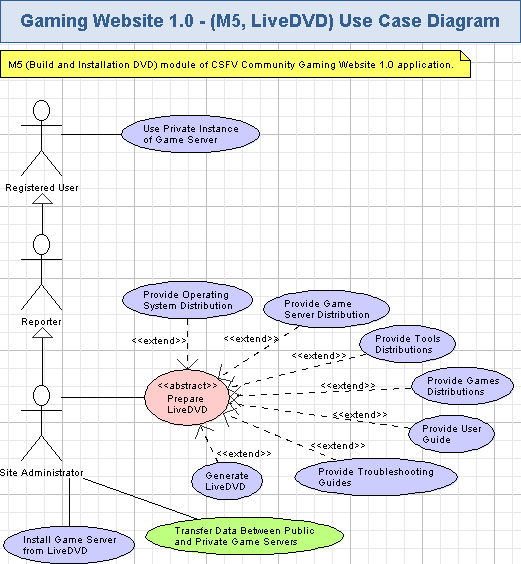 Gaming Website 1.0 - (M5, LiveDVD) Use Case Diagram
M5 (Build and Installation DVD) module of CSFV Community Gaming Website 1.0 application.
Use Private Instance
of Game Server
Registered User
Provide Operating
System Distribution
Provide Game
Server Distribution
Reporter
<<extend>>
<<extend>>
Provide Tools
Distributions
<<extend>>
<<abstract>>
Prepare
LiveDVD
<<extend>>
Provide Games
Distributions
<<extend>>
Provide User
Guide
<<extend>>
<<extend>>
Site Administrator
Generate
LiveDVD
Provide Troubleshooting
Guides
Install Game Server
from LiveDVD
Transfer Data Between Public
and Private Game Servers